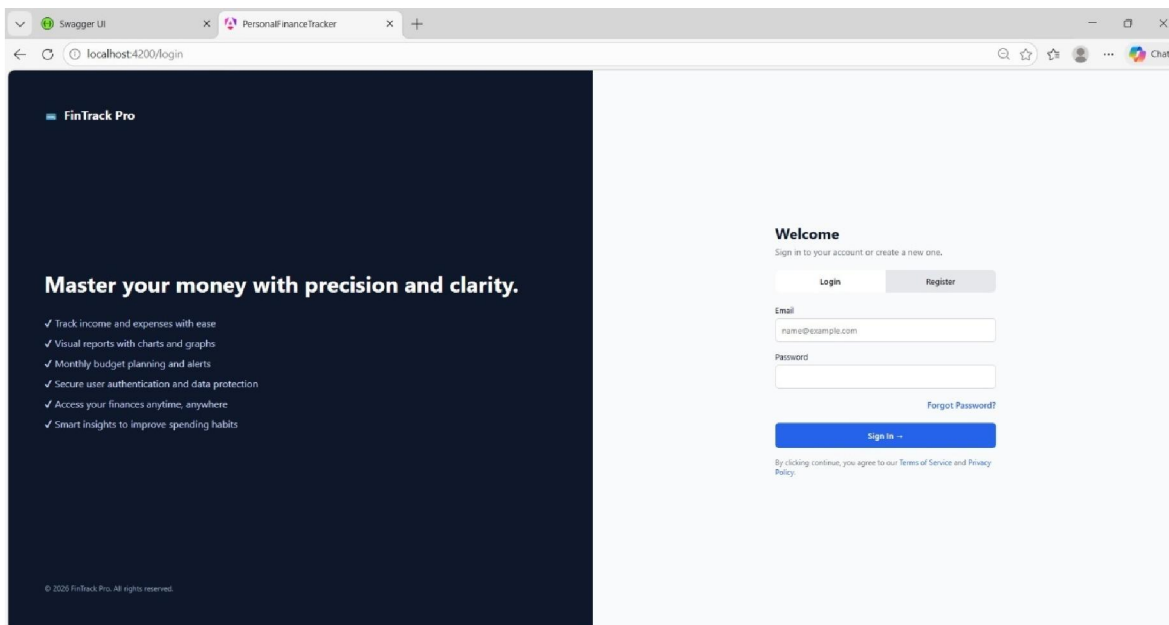 Swagger UI
PersonalFinanceTracker
localhost:4200/login
Chat
FinTrack Pro
Master your money with precision and clarity.
✓ Track income and expenses with ease
✓ Visual reports with charts and graphs
✓ Monthly budget planning and alerts
✓ Secure user authentication and data protection
✓ Access your finances anytime, anywhere
✓ Smart insights to improve spending habits
© 2026 FinTrack Pro. All rights reserved.
Welcome
Sign in to your account or create a new one.
Login Register
Email
name@example.com
Password
Forgot Password?
Sign In →
By clicking continue, you agree to our Terms of Service and Privacy
Policy.